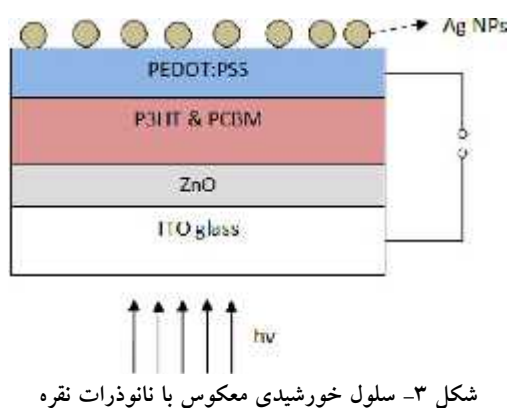 Ag NPs
PEDOT:PSS
P3HT & PCBM
ZnO
ITO glass
hv
شکل ۳- سلول خورشیدی معکوس با نانوذرات نقره